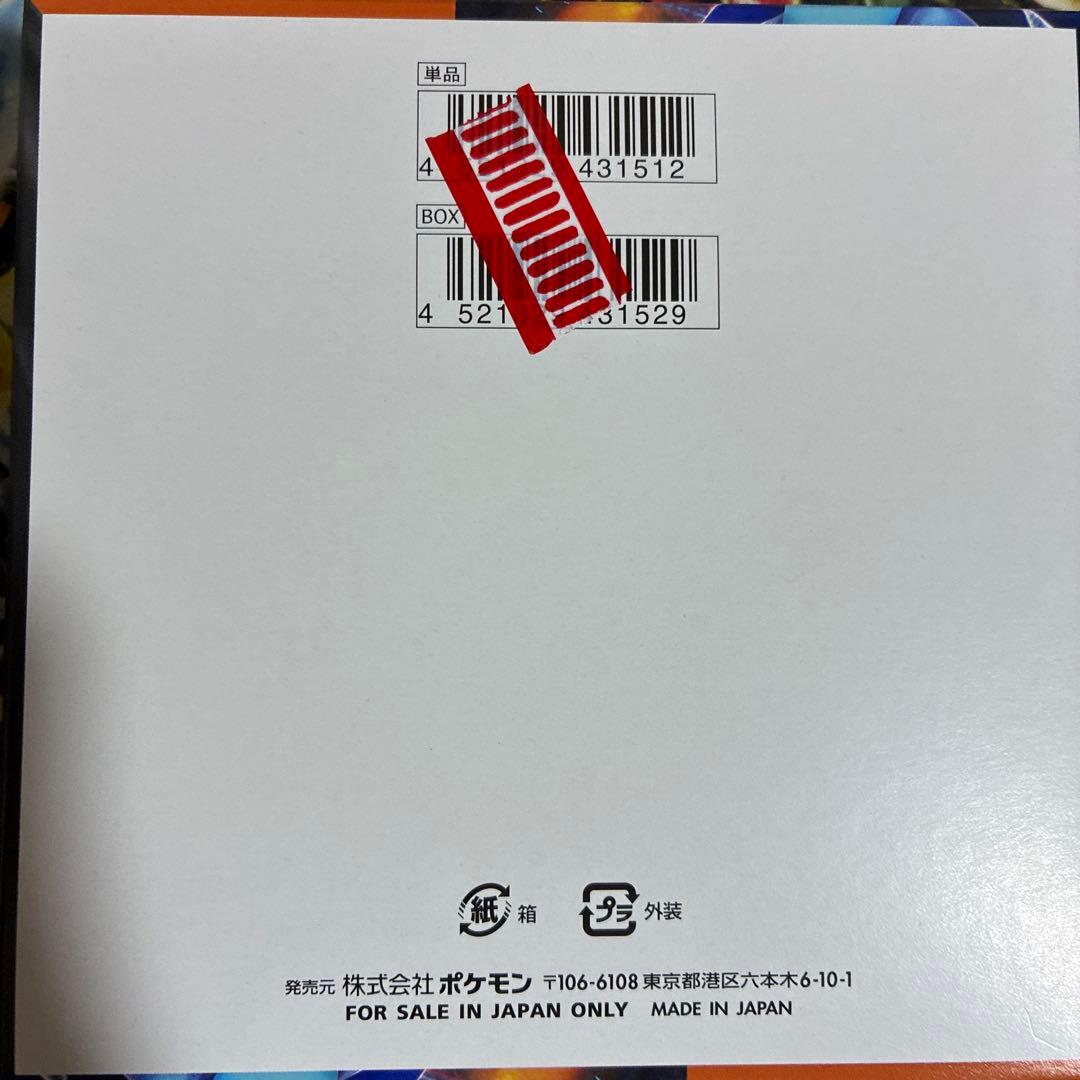 単品
4 431512
BOX
4 521 31529
紙 箱
プラ 外装
発売元 株式会社ポケモン 〒106-6108 東京都港区六本木6-10-1
FOR SALE IN JAPAN ONLY MADE IN JAPAN